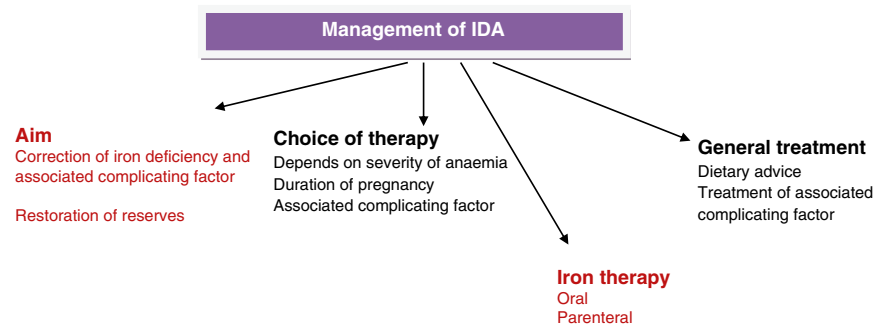 Management of IDA
Aim
Correction of iron deficiency and
associated complicating factor
Restoration of reserves
Choice of therapy
Depends on severity of anaemia
Duration of pregnancy
Associated complicating factor
General treatment
Dietary advice
Treatment of associated
complicating factor
Iron therapy
Oral
Parenteral